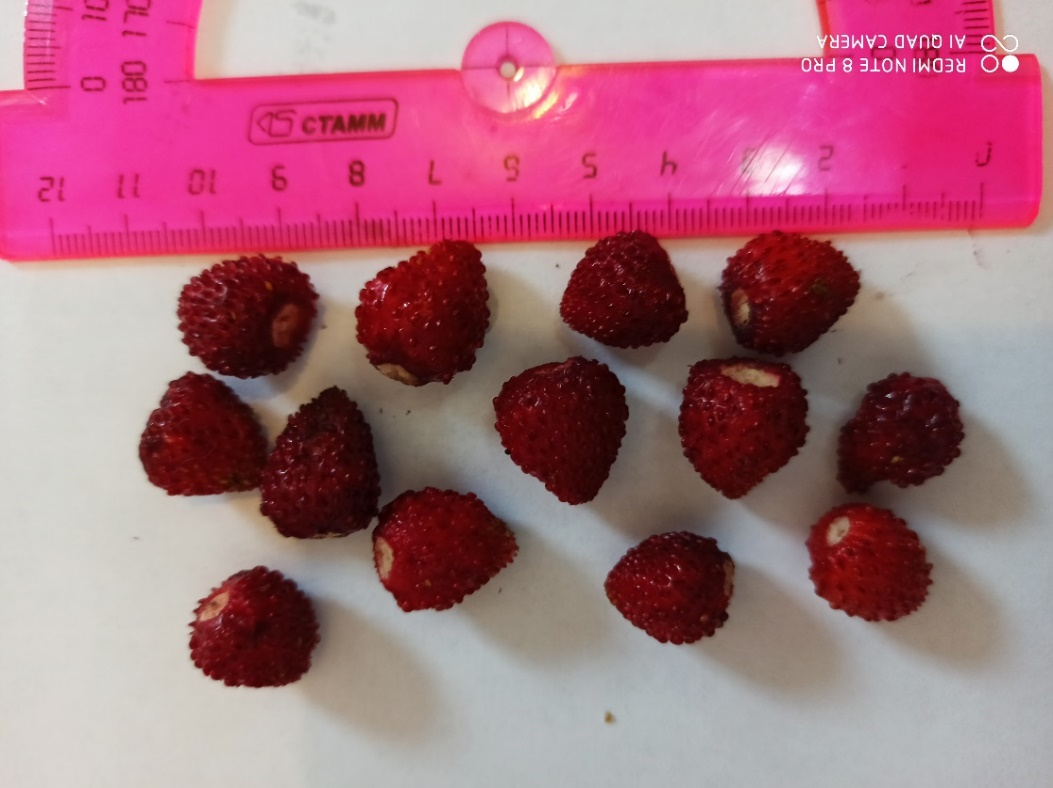 REDMI NOTE 8 PRO
AI QUAD CAMERA
СТАММ
0 2 3 4 5 6 7 8 9 10 11 12
0 10
180 170